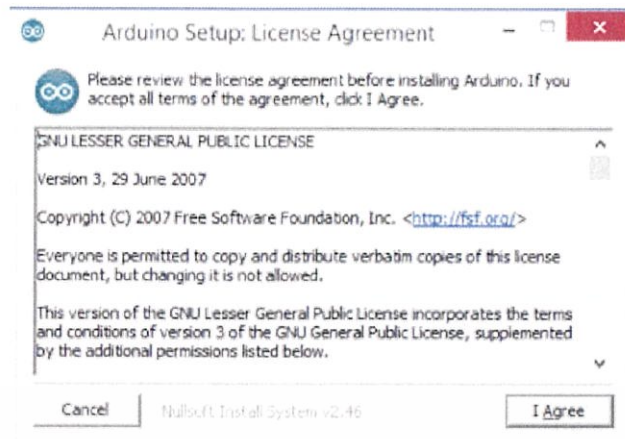 Arduino Setup: License Agreement
Please review the license agreement before installing Arduino. If you
accept all terms of the agreement, click I Agree.
GNU LESSER GENERAL PUBLIC LICENSE
Version 3, 29 June 2007
Copyright (C) 2007 Free Software Foundation, Inc. <http://fsf.org/>
Everyone is permitted to copy and distribute verbatim copies of this license
document, but changing it is not allowed.
This version of the GNU Lesser General Public License incorporates the terms
and conditions of version 3 of the GNU General Public License, supplemented
by the additional permissions listed below.
Cancel
Nullsoft Install System v2.46
I Agree